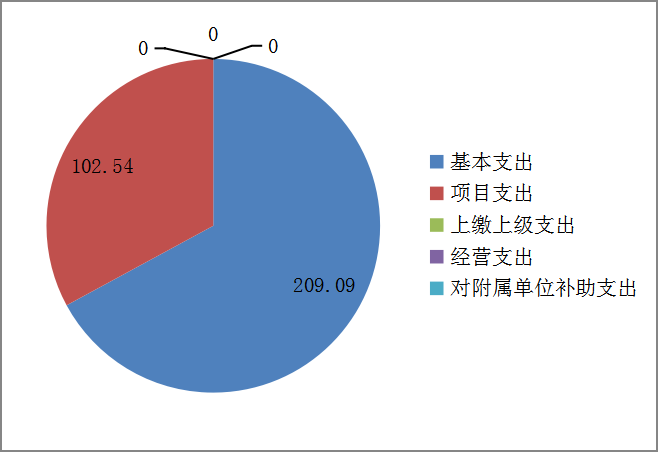 0
0
0
102.54
209.09
基本支出
项目支出
上缴上级支出
经营支出
对附属单位补助支出